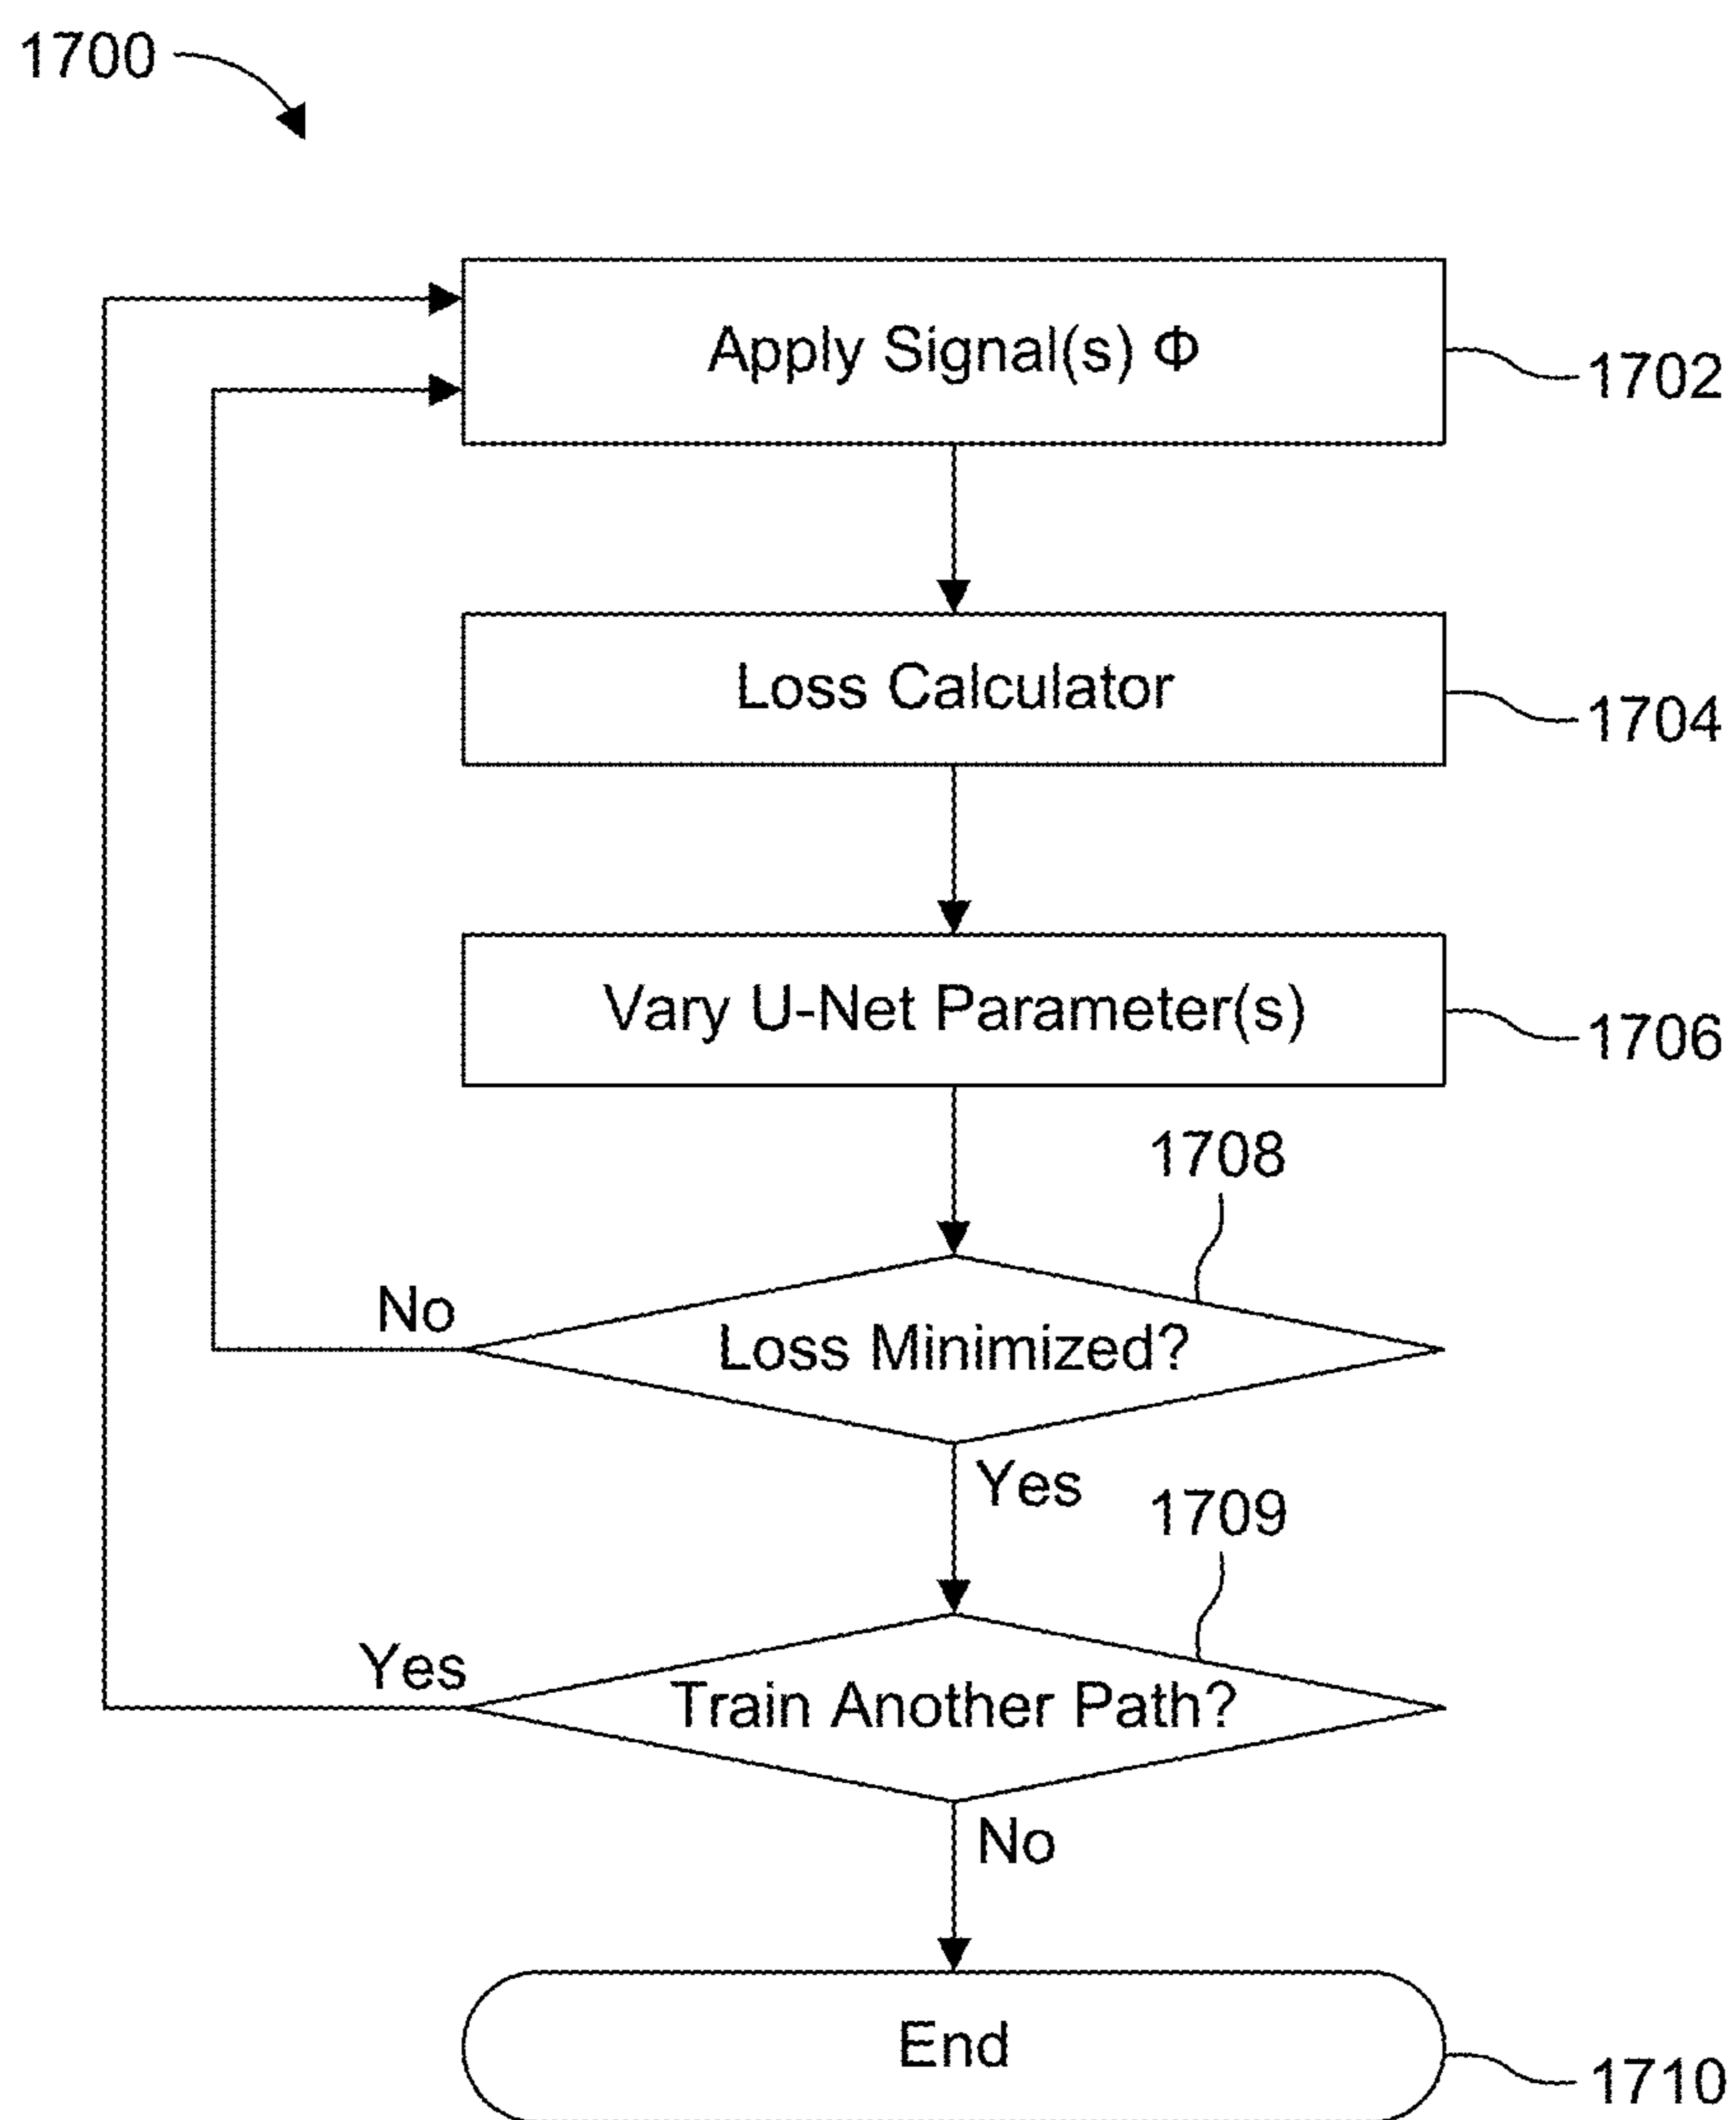 1700
Apply Signal(s) Φ
1702
Loss Calculator
1704
Vary U-Net Parameter(s)
1706
1708
No
Loss Minimized?
Yes
1709
Yes
Train Another Path?
No
End
1710